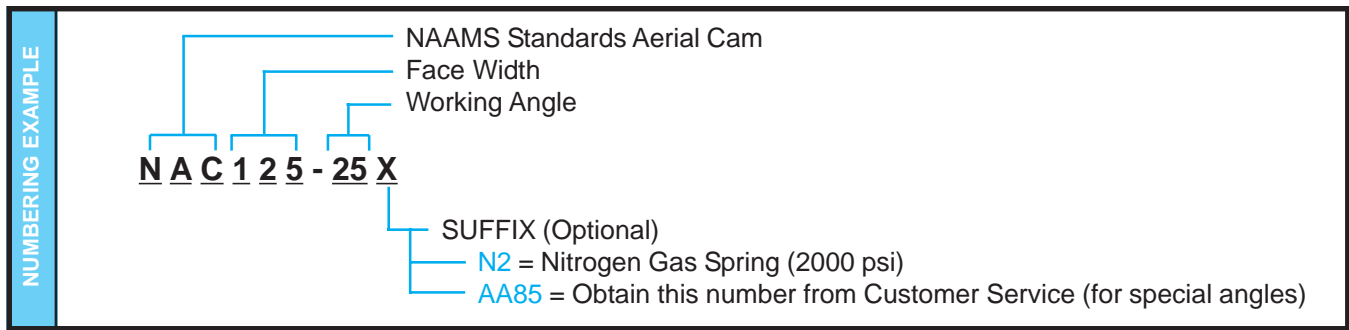 NUMBERING EXAMPLE
NAAMS Standards Aerial Cam
Face Width
Working Angle
N A C 1 2 5 - 25 X
SUFFIX (Optional)
N2 = Nitrogen Gas Spring (2000 psi)
AA85 = Obtain this number from Customer Service (for special angles)